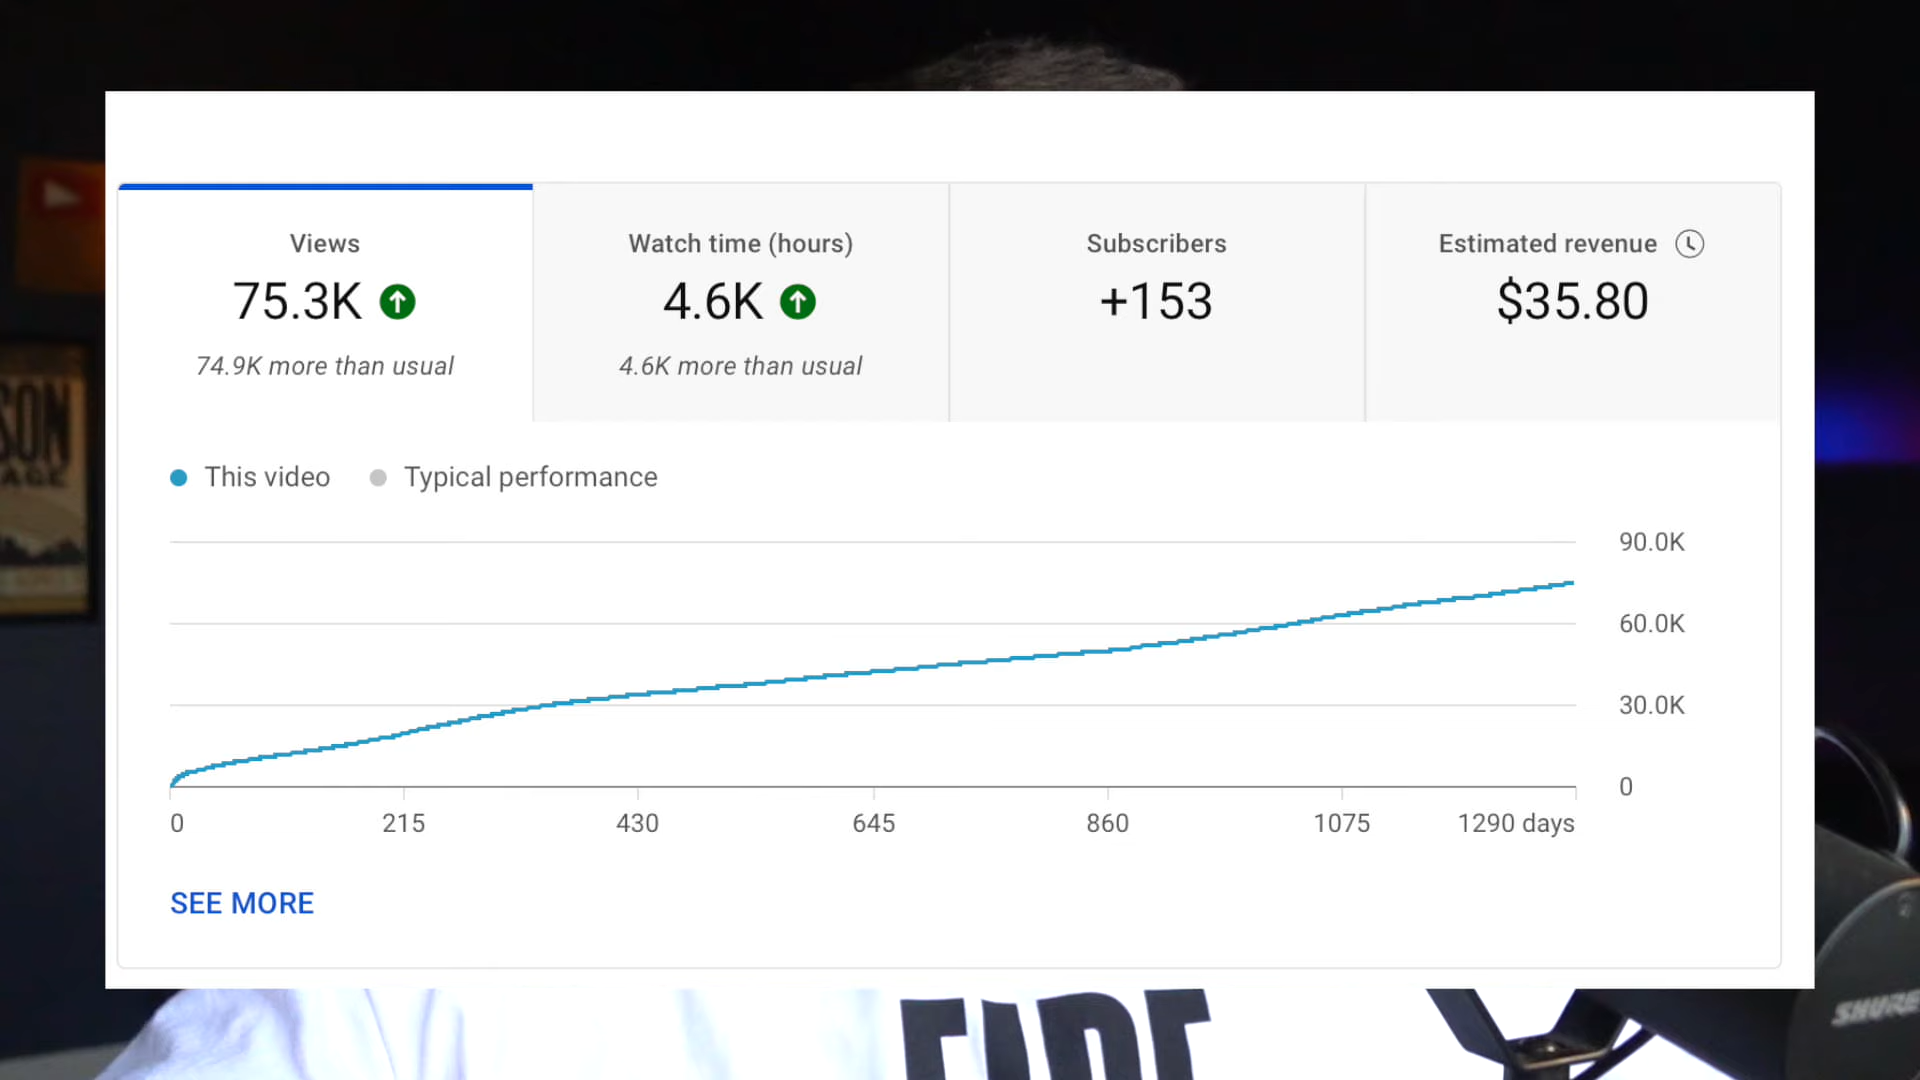 Views
75.3K
74.9K more than usual
Watch time (hours)
4.6K
4.6K more than usual
Subscribers
+153
Estimated revenue
$35.80
This video
Typical performance
90.0K
60.0K
30.0K
0
0 215 430 645 860 1075 1290 days
SEE MORE
SON
SHURE